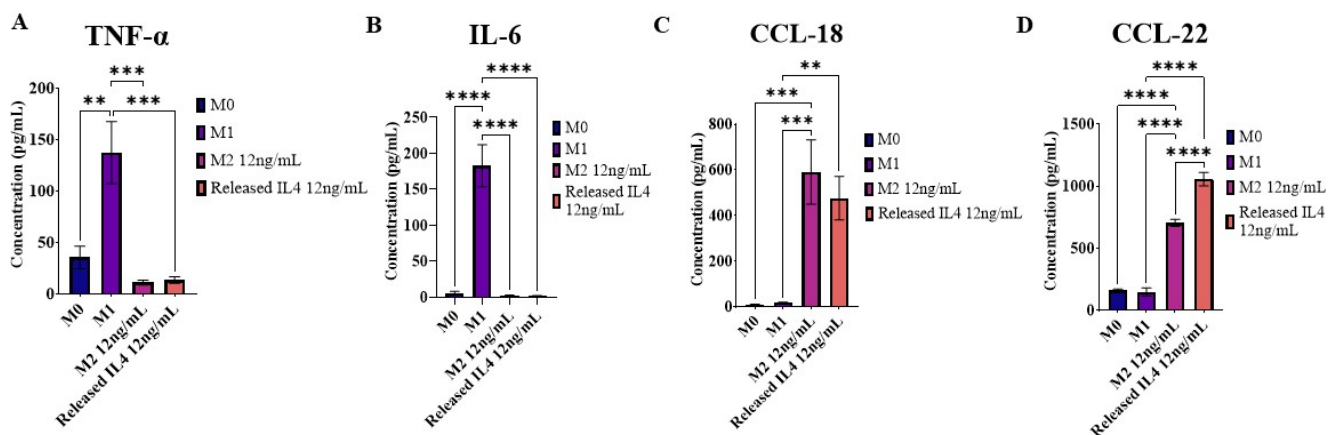 A
TNF-α
Concentration (pg/mL)
200
150
100
50
0
**
***
***
M0
M1
M2 12ng/mL
Released IL4 12ng/mL
M0
M1
M2 12ng/mL
Released IL4 12ng/mL
B
IL-6
Concentration (pg/mL)
250
200
150
100
50
0
****
****
****
M0
M1
M2 12ng/mL
Released IL4
12ng/mL
M0
M1
M2 12ng/mL
Released IL4 12ng/mL
C
CCL-18
Concentration (pg/mL)
800
600
400
200
0
**
***
***
M0
M1
M2 12ng/mL
Released IL4 12ng/mL
M0
M1
M2 12ng/mL
Released IL4 12ng/mL
D
CCL-22
Concentration (pg/mL)
1500
1000
500
0
****
****
****
****
M0
M1
M2 12ng/mL
Released IL4
12ng/mL
M0
M1
M2 12ng/mL
Released IL4 12ng/mL